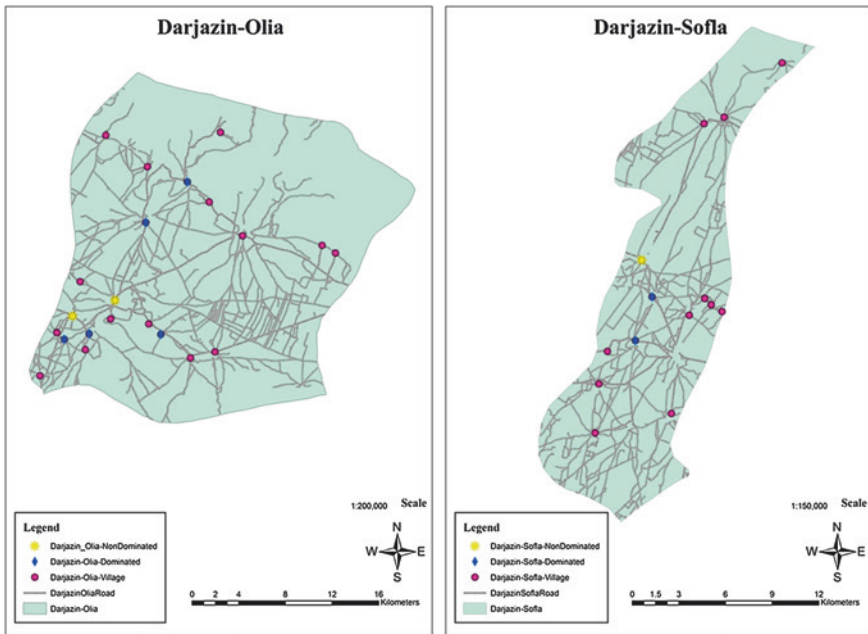 Darjazin-Olia
1:200,000 Scale
Legend
Darjazin_Olia-NonDominated
Darjazin-Olia-Dominated
Darjazin-Olia-Village
DarjazinOliaRoad
Darjazin-Olia
N
W E
S
0 2 4 8 12 16
Kilometers
Darjazin-Sofla
1:150,000 Scale
Legend
Darjazin-Sofla-NonDominated
Darjazin-Sofla-Dominated
Darjazin-Sofla-Village
DarjazinSoflaRoad
Darjazin-Sofla
N
W E
S
0 1.5 3 6 9 12
Kilometers